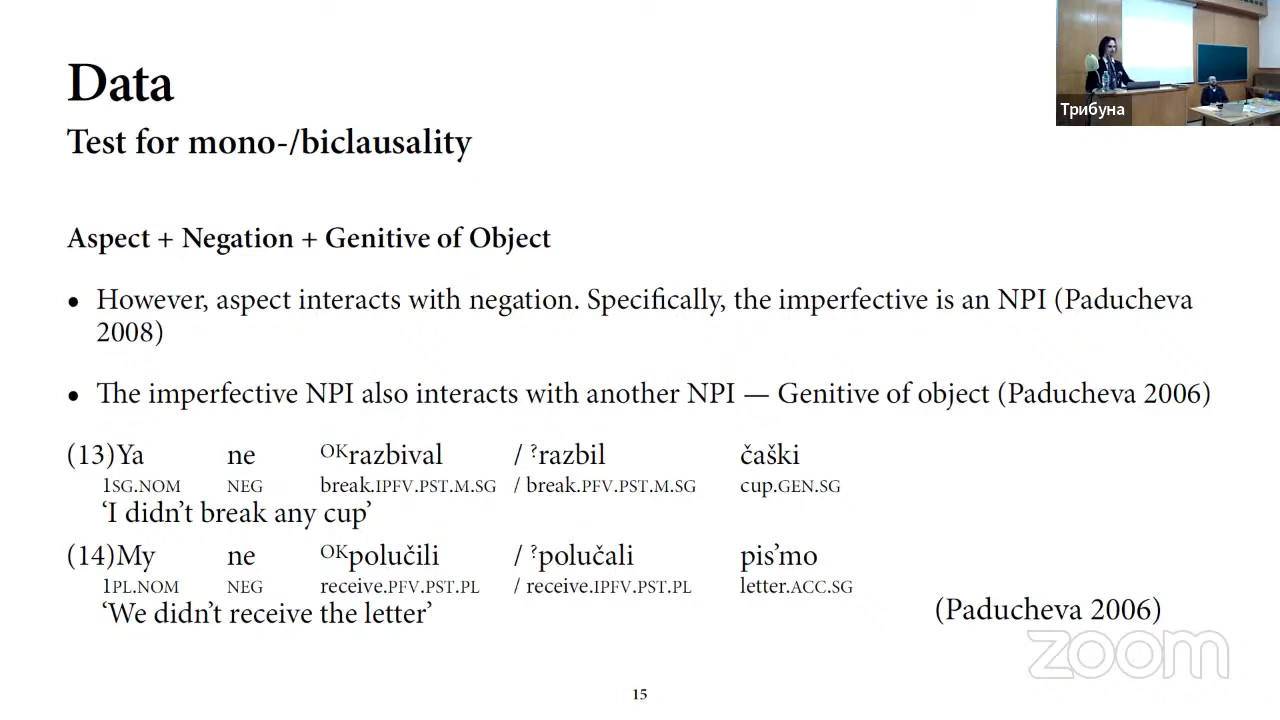 Data
Test for mono-/biclausality
Трибуна
Aspect + Negation + Genitive of Object
• However, aspect interacts with negation. Specifically, the imperfective is an NPI (Paducheva
2008)
• The imperfective NPI also interacts with another NPI — Genitive of object (Paducheva 2006)
(13)Ya ne OKrazbival / ?razbil čaški
1SG.NOM NEG break.IPFV.PST.M.SG / break.PFV.PST.M.SG cup.GEN.SG
‘I didn’t break any cup’
(14)My ne OKpolučili / ?polučali pis’mo
1PL.NOM NEG receive.PFV.PST.PL / receive.IPFV.PST.PL letter.ACC.SG
‘We didn’t receive the letter’
(Paducheva 2006)
zoom
15